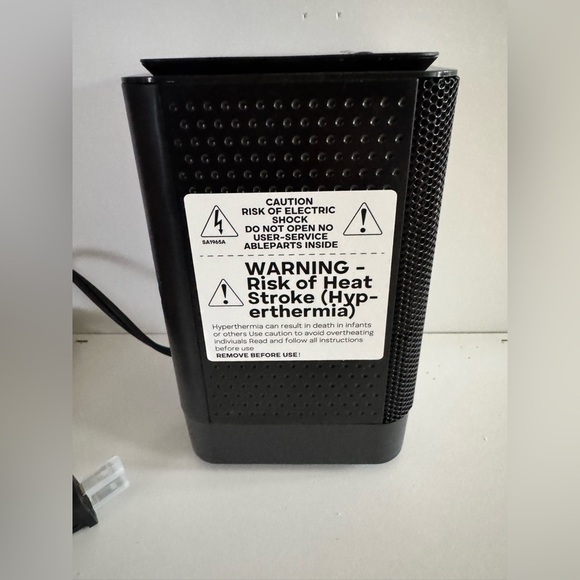 CAUTION
RISK OF ELECTRIC
SHOCK
DO NOT OPEN NO
USER-SERVICE
ABLEPARTS INSIDE
SA1965A
WARNING -
Risk of Heat
Stroke (Hyp-
erthermia)
Hyperthermia can result in death in infants
or others Use caution to avoid overtheating
indiviuals Read and follow all instructions
before use
REMOVE BEFORE USE!